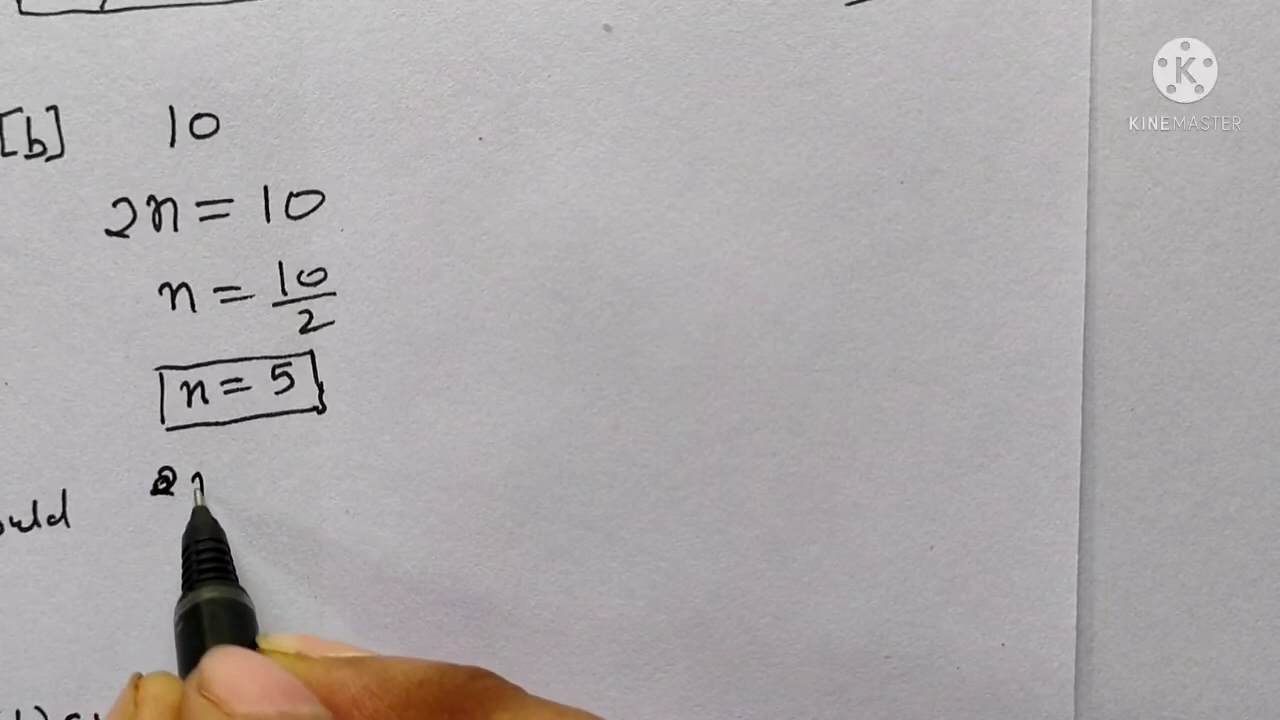 [b] 10
2n = 10
n = 10/2
n = 5
KINEMASTER